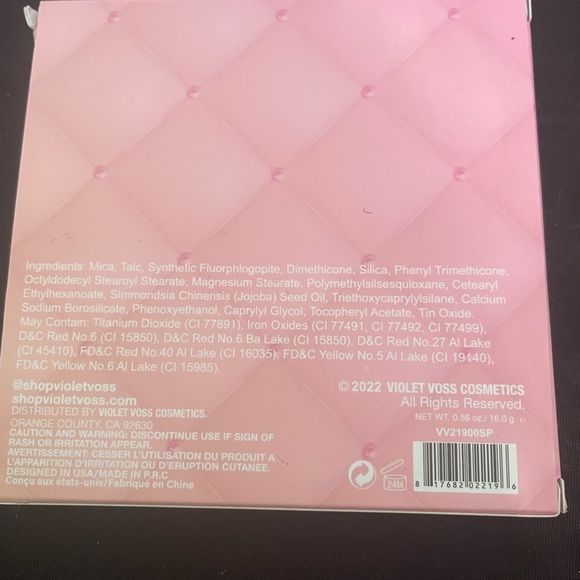 Ingredients: Mica, Talc, Synthetic Fluorphlogopite, Dimethicone, Silica, Phenyl Trimethicone,
Octyldodecyl Stearoyl Stearate, Magnesium Stearate, Polymethylsilsesquioxane, Cetearyl
Ethylhexanoate, Simmondsia Chinensis (Jojoba) Seed Oil, Triethoxycaprylylsilane, Calcium
Sodium Borosilicate, Phenoxyethanol, Caprylyl Glycol, Tocopheryl Acetate, Tin Oxide.
May Contain: Titanium Dioxide (CI 77891), Iron Oxides (CI 77491, CI 77492, CI 77499),
D&C Red No.6 (CI 15850), D&C Red No.6 Ba Lake (CI 15850), D&C Red No.27 Al Lake
(CI 45410), FD&C Red No.40 Al Lake (CI 16035), FD&C Yellow No.5 Al Lake (CI 19140),
FD&C Yellow No.6 Al Lake (CI 15985).
@shopvioletvoss
shopvioletvoss.com
DISTRIBUTED BY VIOLET VOSS COSMETICS.
ORANGE COUNTY, CA 92630
CAUTION AND WARNING: DISCONTINUE USE IF SIGN OF
RASH OR IRRITATION APPEAR.
AVERTISSEMENT: CESSER L'UTILISATION DU PRODUIT A
L'APPARITION D'IRRITATION OU D'ERUPTION CUTANEE.
DESIGNED IN USA/MADE IN P.R.C
Conçu aux états-unis/Fabriqué en Chine
© 2022 VIOLET VOSS COSMETICS
All Rights Reserved.
NET WT. 0.56 oz / 16.0 g e
VV21900SP
24M
8 17682 02219 6